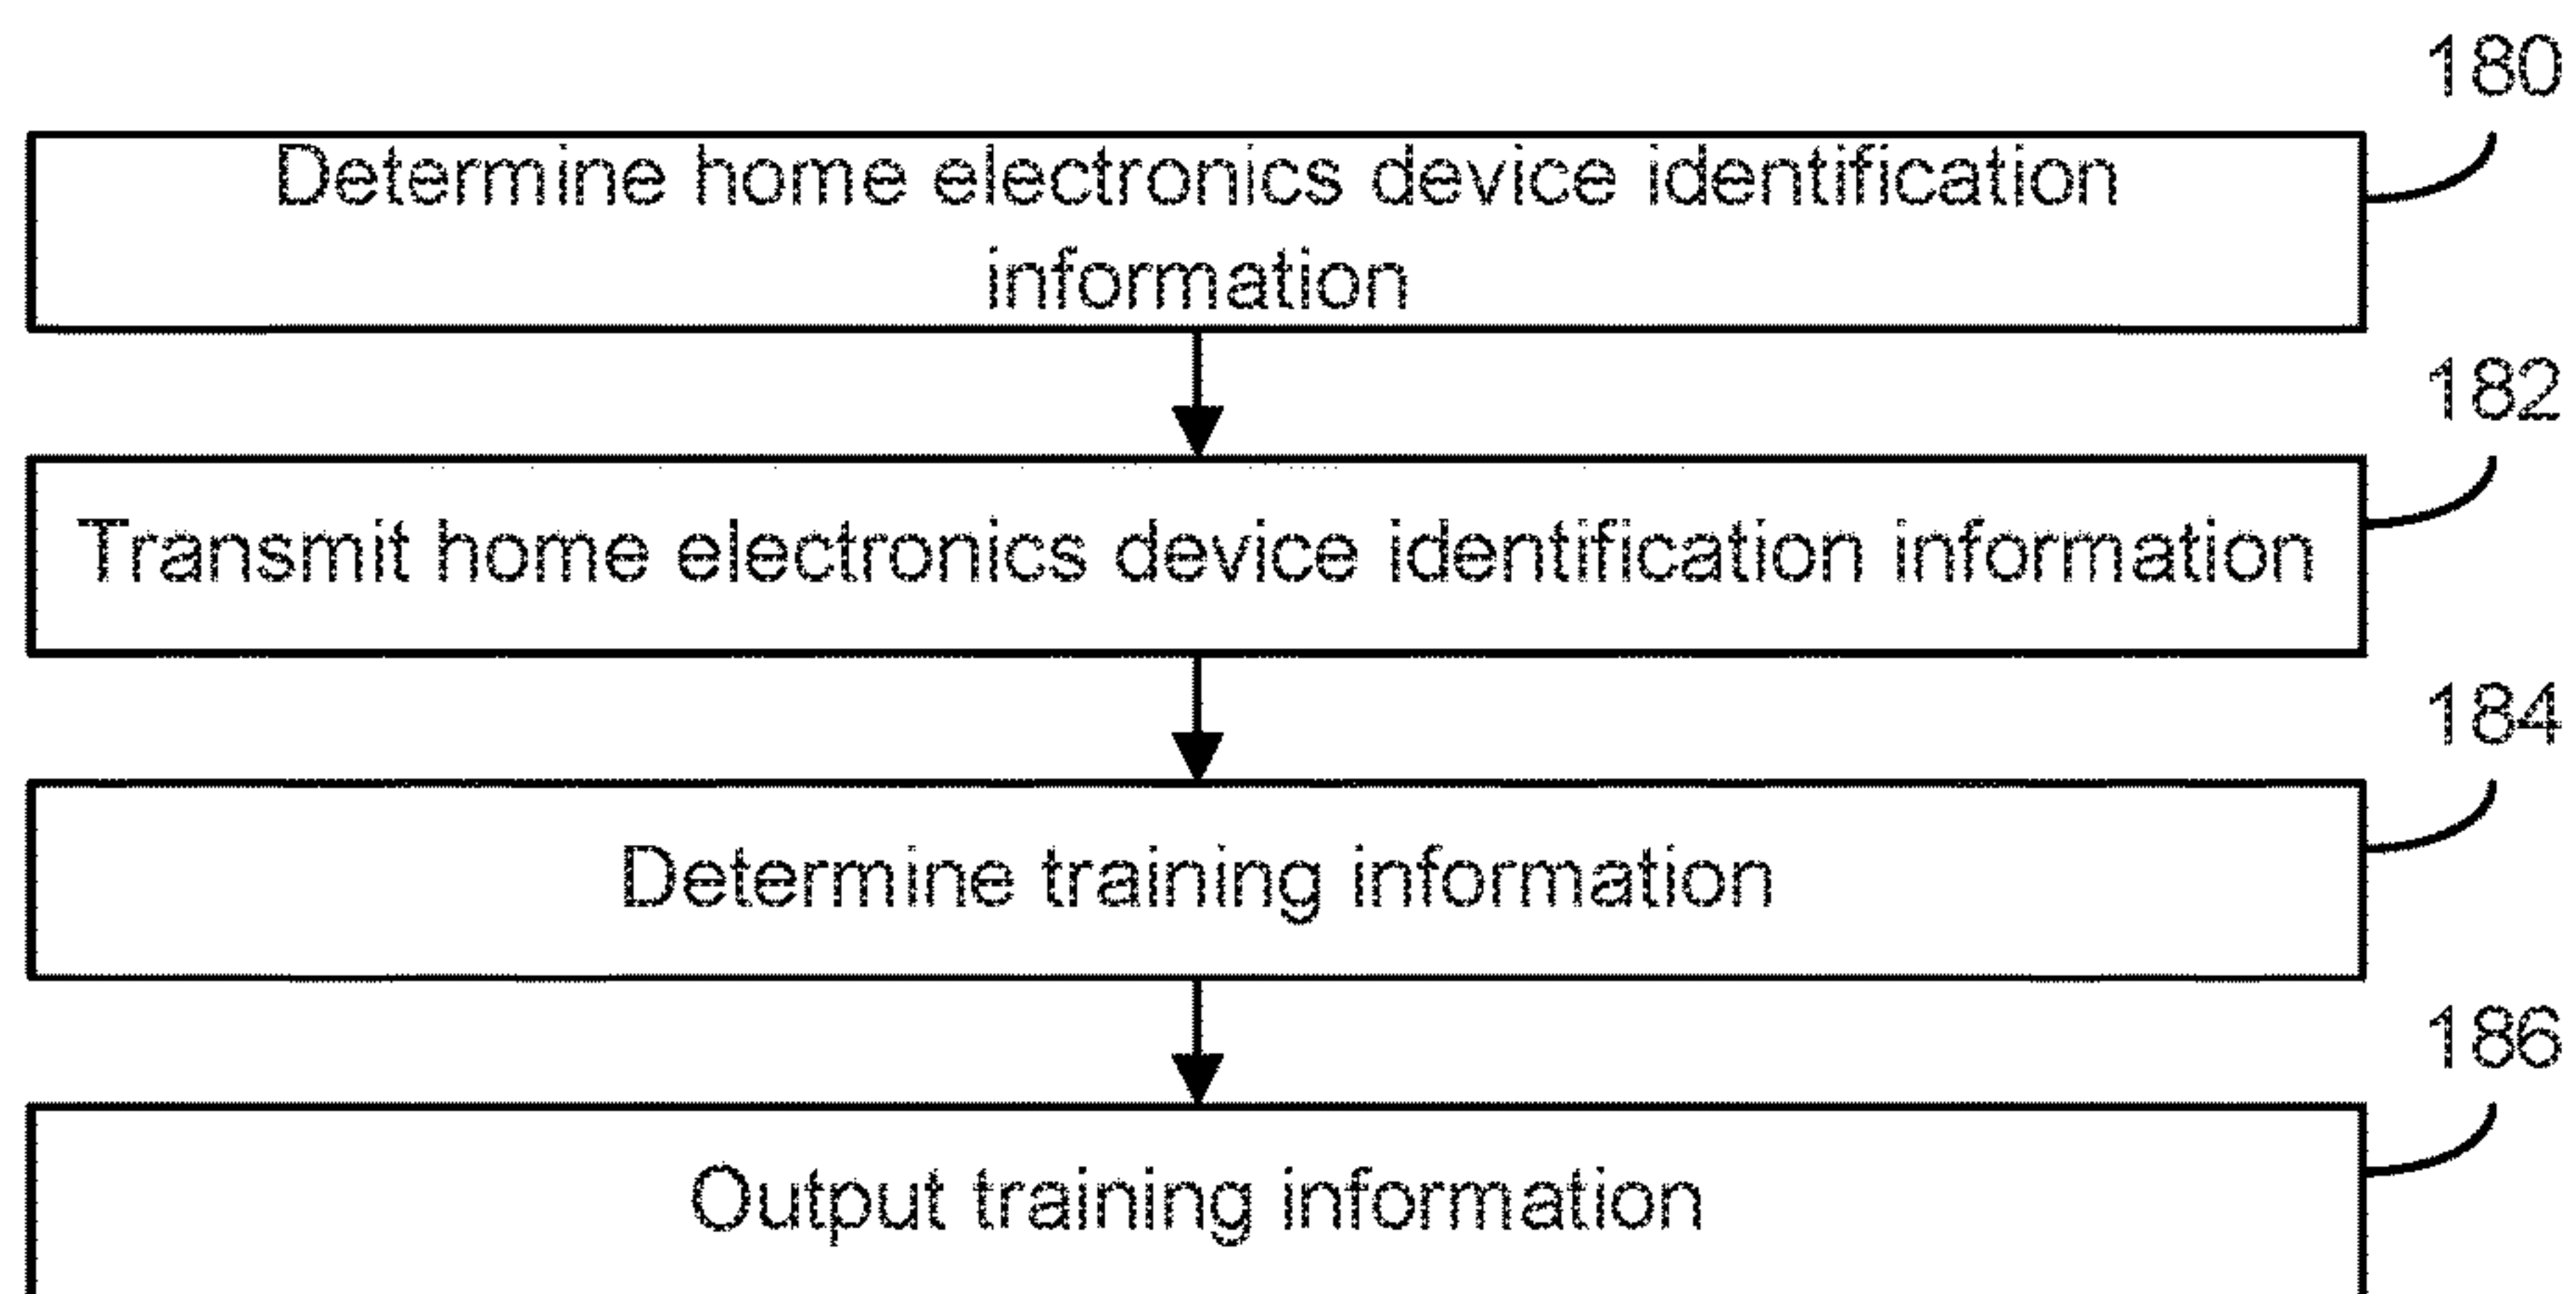 180
Determine home electronics device identification
information
182
Transmit home electronics device identification information
184
Determine training information
186
Output training information